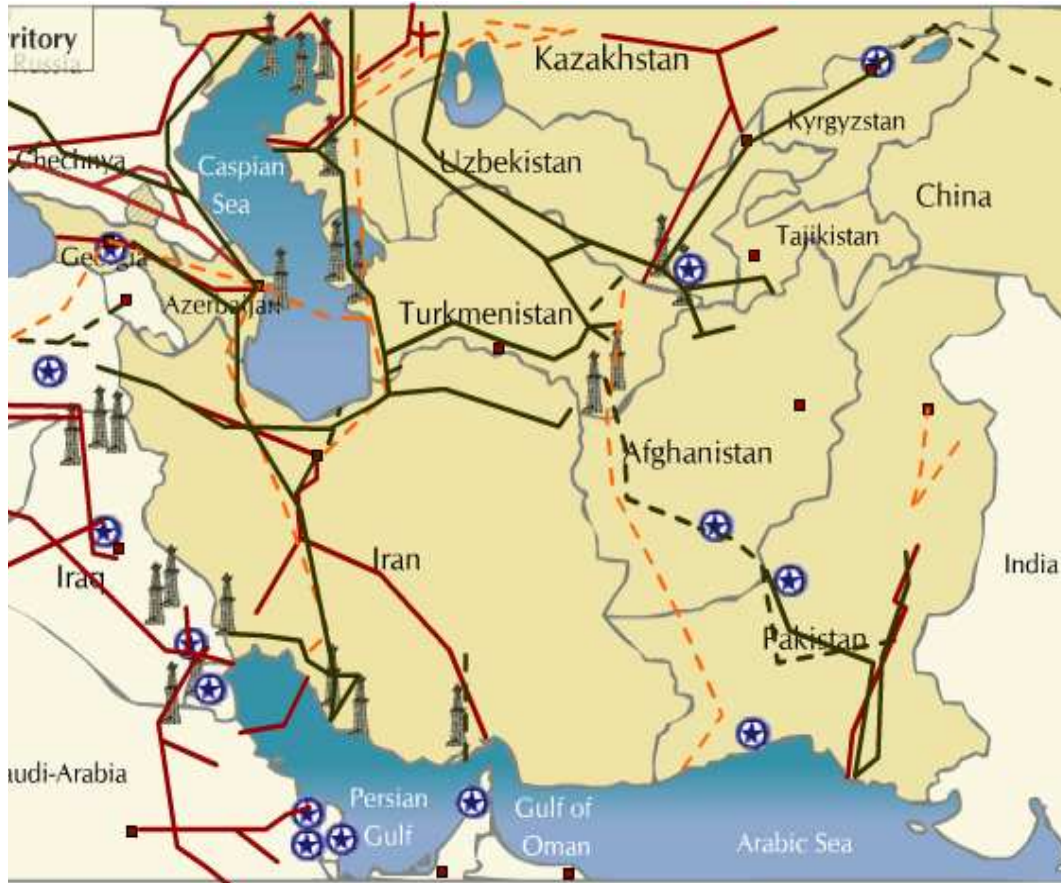 rritory
Russia
Kazakhstan
Kyrgyzstan
Chechnya
Caspian
Sea
Uzbekistan
China
Tajikistan
Georgia
Azerbaijan
Turkmenistan
Afghanistan
Iran
Iraq
India
Pakistan
audi-Arabia
Persian
Gulf
Gulf of
Oman
Arabic Sea